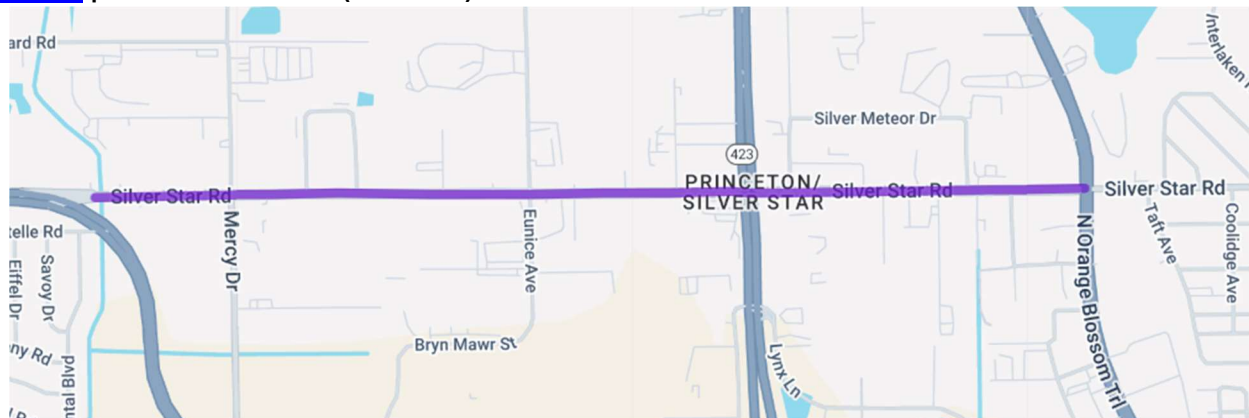 ard Rd
Interlaken
Silver Meteor Dr
423
PRINCETON/
SILVER STAR
Silver Star Rd
Silver Star Rd
Silver Star Rd
telle Rd
Mercy Dr
Eunice Ave
Taft Ave
Coolidge Ave
Eiffel Dr
Savoy Dr
N Orange Blossom Trl
Bryn Mawr St
ny Rd
ntal Blvd
Lynx Ln